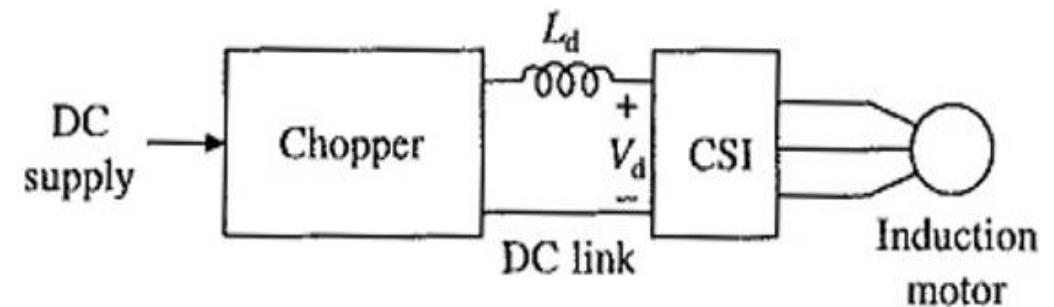 DC
supply
Chopper
L_d
+
V_d
−
CSI
DC link
Induction
motor